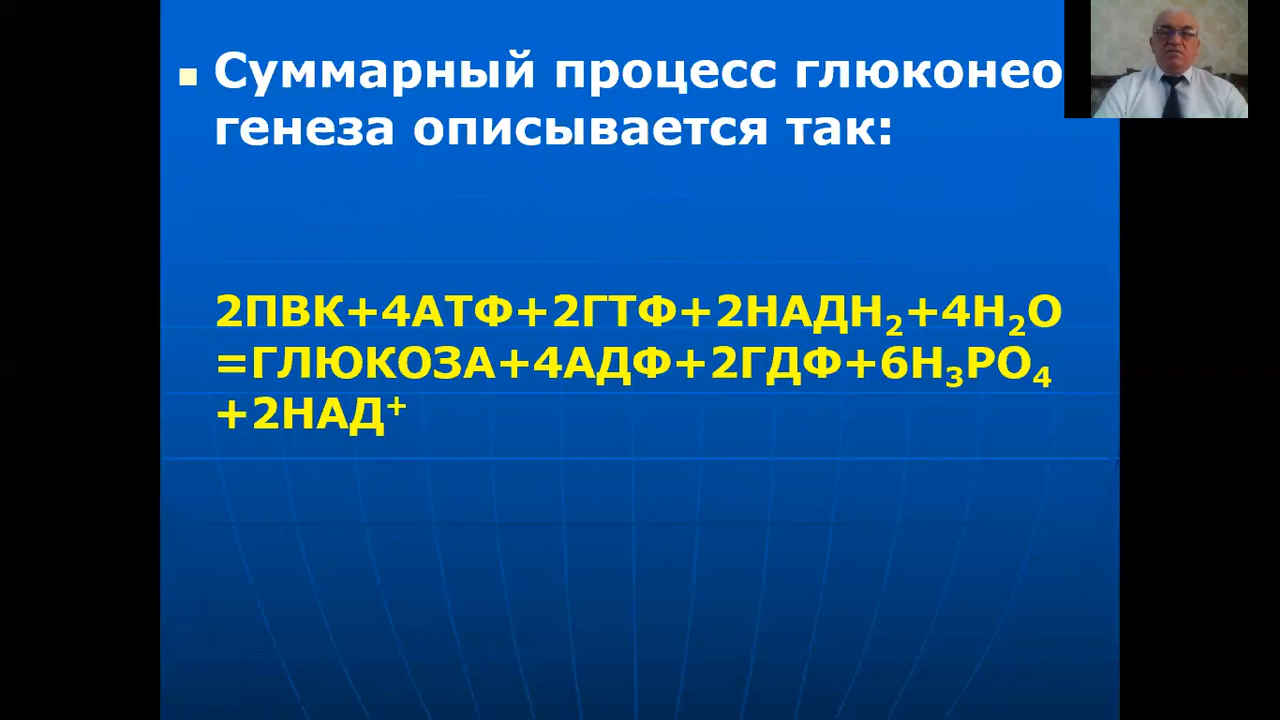 Суммарный процесс глюконео
генеза описывается так:
2ПВК+4АТФ+2ГТФ+2НАДН₂+4Н₂О
=ГЛЮКОЗА+4АДФ+2ГДФ+6Н₃РО₄
+2НАД⁺